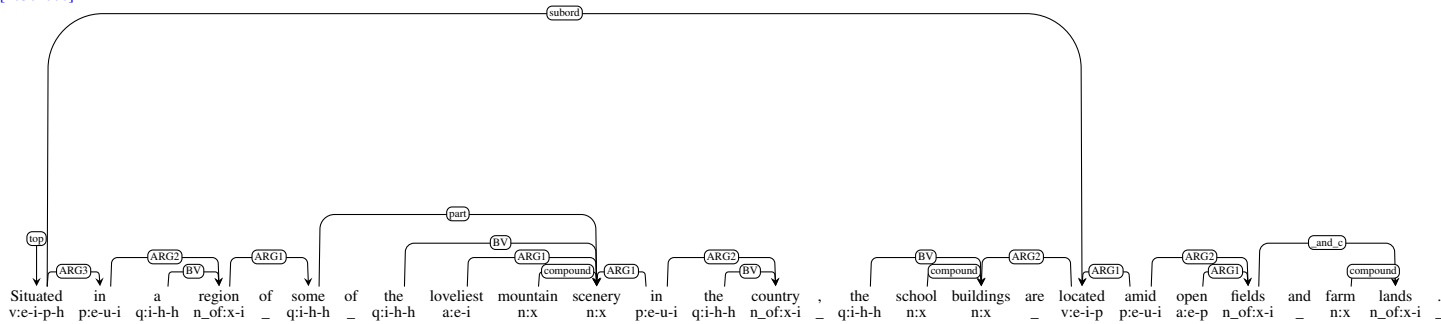 subord
part
top
BV
ARG2 ARG1 ARG1 ARG2 BV ARG2 ARG2 _and_c
ARG3 BV compound ARG1 BV compound ARG1 ARG1 compound
Situated in a region of some of the loveliest mountain scenery in the country , the school buildings are located amid open fields and farm lands .
v:e-i-p-h p:e-u-i q:i-h-h n_of:x-i _ q:i-h-h _ q:i-h-h a:e-i n:x n:x p:e-u-i q:i-h-h n_of:x-i _ q:i-h-h n:x n:x _ v:e-i-p p:e-u-i a:e-p n_of:x-i _ n:x n_of:x-i _